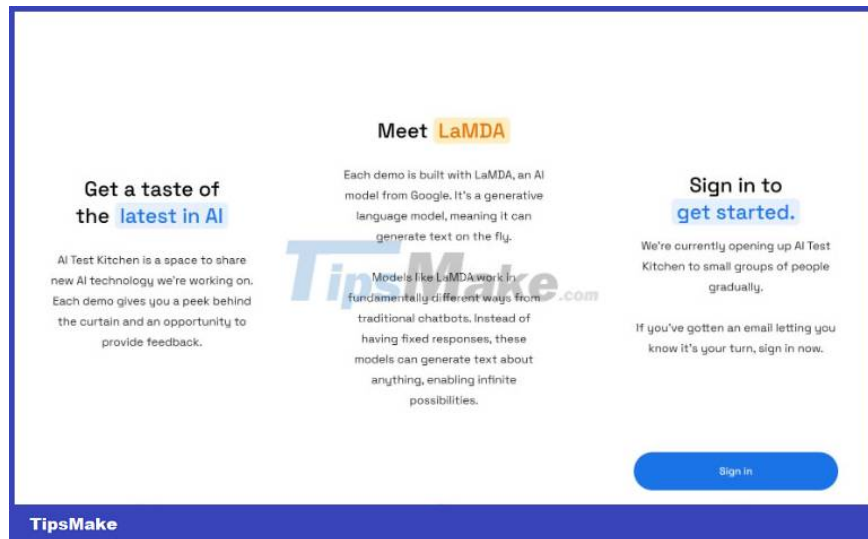 Get a taste of
the latest in AI
AI Test Kitchen is a space to share
new AI technology we're working on.
Each demo gives you a peek behind
the curtain and an opportunity to
provide feedback.
Meet LaMDA
Each demo is built with LaMDA, an AI
model from Google. It's a generative
language model, meaning it can
generate text on the fly.
Models like LaMDA work in
fundamentally different ways from
traditional chatbots. Instead of
having fixed responses, these
models can generate text about
anything, enabling infinite
possibilities.
Sign in to
get started.
We're currently opening up AI Test
Kitchen to small groups of people
gradually.
If you've gotten an email letting you
know it's your turn, sign in now.
Sign in
TipsMake.com
TipsMake